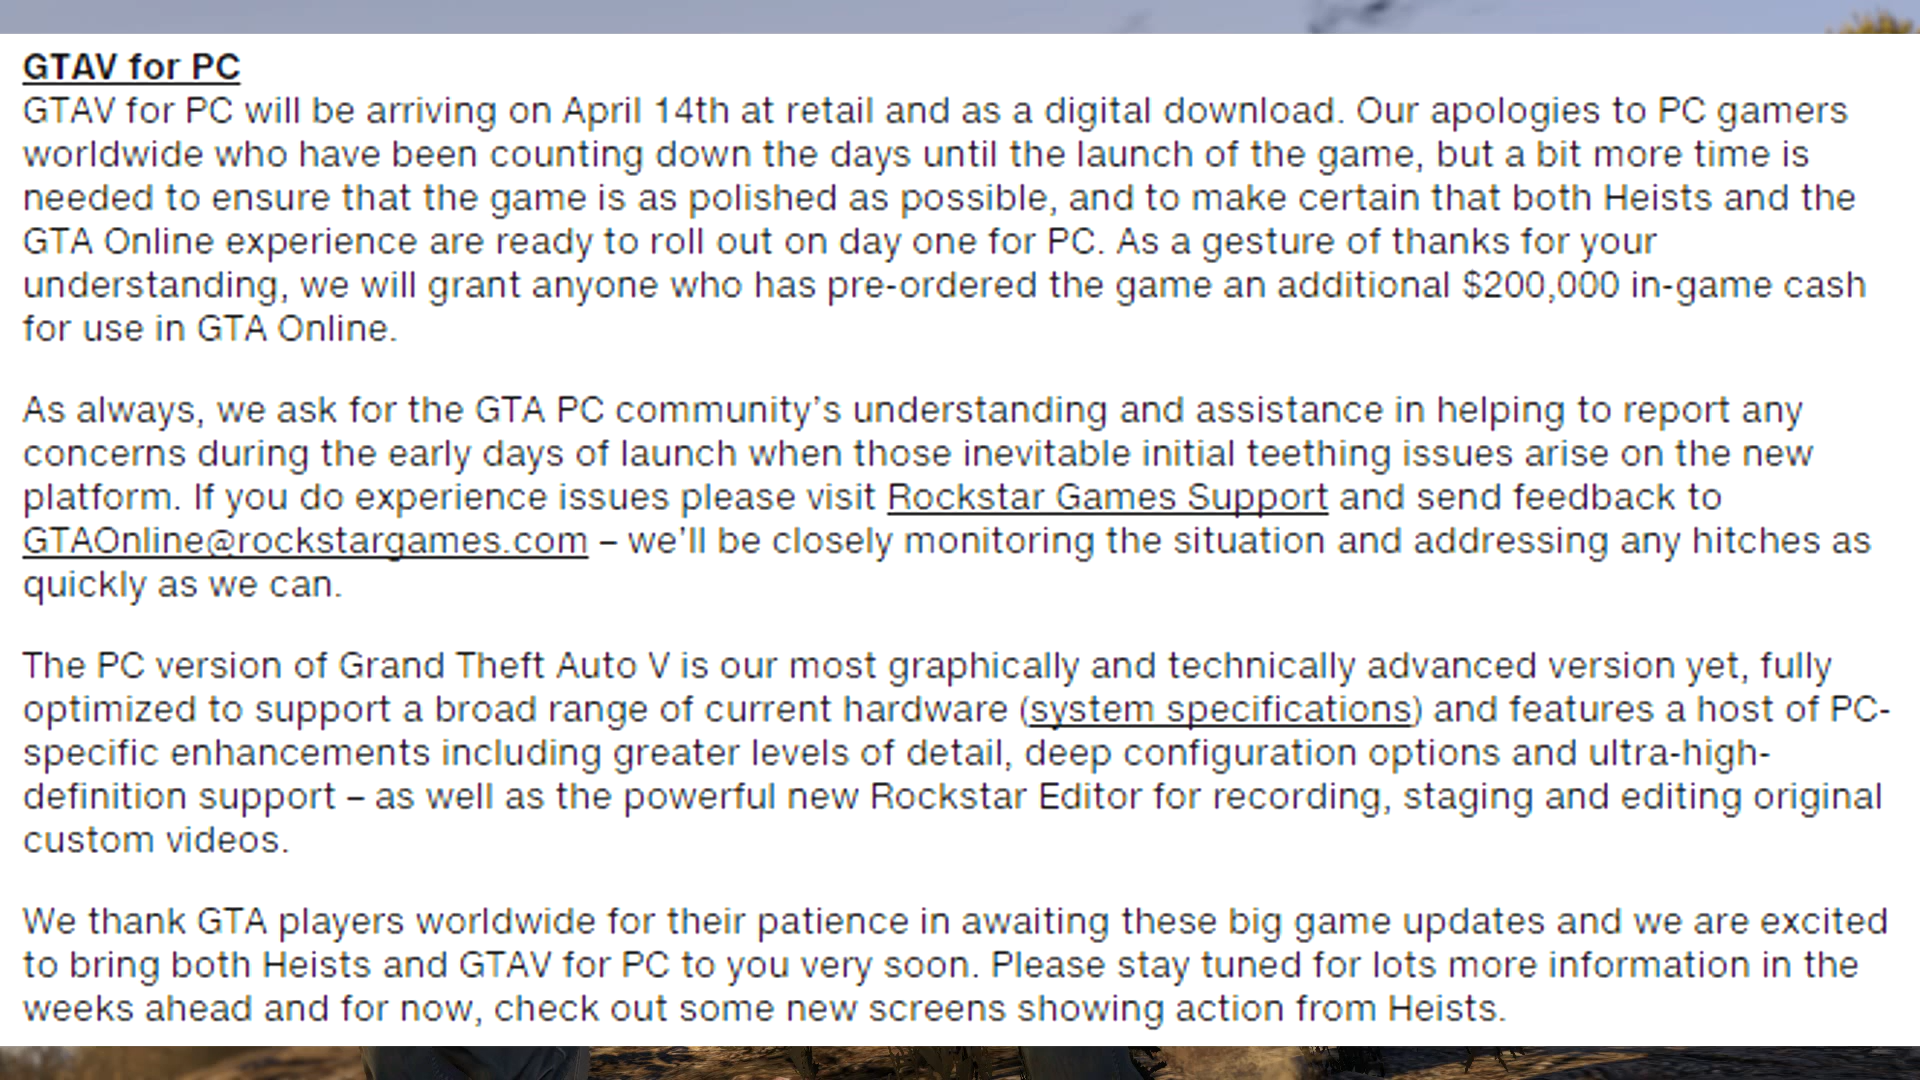 GTAV for PC
GTAV for PC will be arriving on April 14th at retail and as a digital download. Our apologies to PC gamers
worldwide who have been counting down the days until the launch of the game, but a bit more time is
needed to ensure that the game is as polished as possible, and to make certain that both Heists and the
GTA Online experience are ready to roll out on day one for PC. As a gesture of thanks for your
understanding, we will grant anyone who has pre-ordered the game an additional $200,000 in-game cash
for use in GTA Online.
As always, we ask for the GTA PC community’s understanding and assistance in helping to report any
concerns during the early days of launch when those inevitable initial teething issues arise on the new
platform. If you do experience issues please visit Rockstar Games Support and send feedback to
GTAOnline@rockstargames.com – we’ll be closely monitoring the situation and addressing any hitches as
quickly as we can.
The PC version of Grand Theft Auto V is our most graphically and technically advanced version yet, fully
optimized to support a broad range of current hardware (system specifications) and features a host of PC-
specific enhancements including greater levels of detail, deep configuration options and ultra-high-
definition support – as well as the powerful new Rockstar Editor for recording, staging and editing original
custom videos.
We thank GTA players worldwide for their patience in awaiting these big game updates and we are excited
to bring both Heists and GTAV for PC to you very soon. Please stay tuned for lots more information in the
weeks ahead and for now, check out some new screens showing action from Heists.